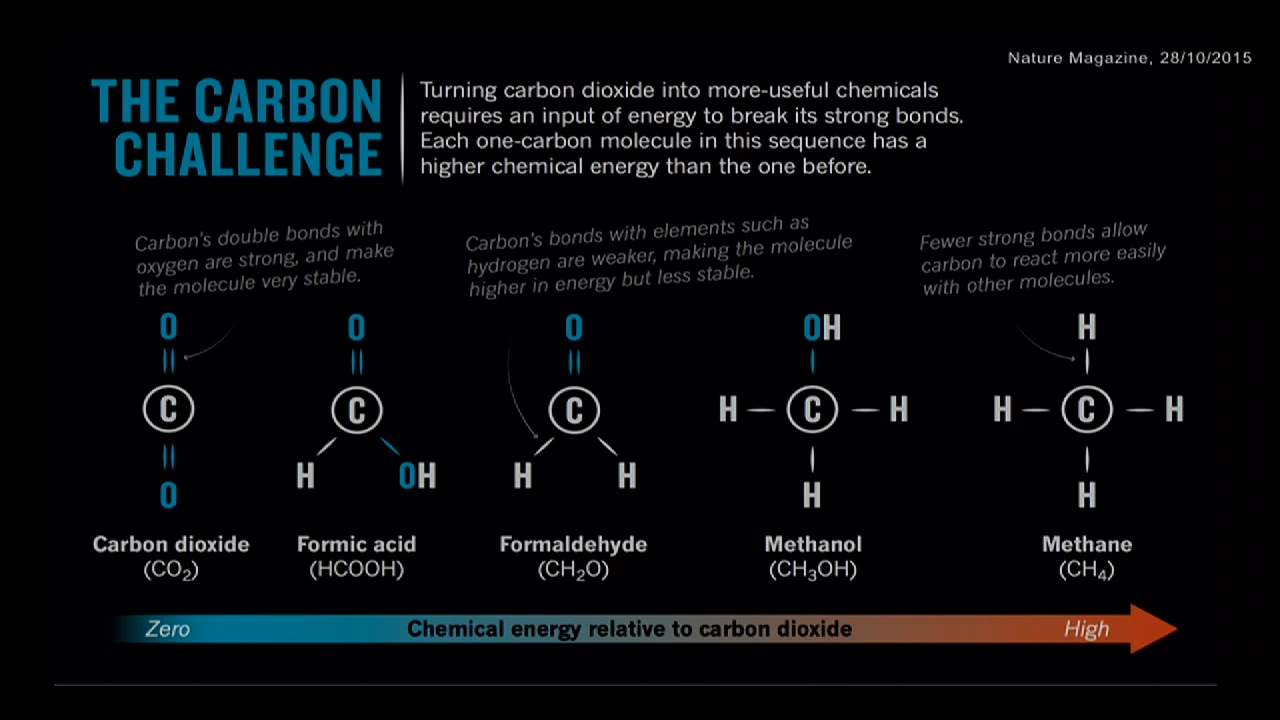 Nature Magazine, 28/10/2015
THE CARBON
CHALLENGE
Turning carbon dioxide into more-useful chemicals
requires an input of energy to break its strong bonds.
Each one-carbon molecule in this sequence has a
higher chemical energy than the one before.
Carbon's double bonds with
oxygen are strong, and make
the molecule very stable.
Carbon's bonds with elements such as
hydrogen are weaker, making the molecule
higher in energy but less stable.
Fewer strong bonds allow
carbon to react more easily
with other molecules.
O
C
O
Carbon dioxide
(CO₂)
O
C
H OH
Formic acid
(HCOOH)
O
C
H H
Formaldehyde
(CH₂O)
OH
H C H
H
Methanol
(CH₃OH)
H
H C H
H
Methane
(CH₄)
Zero Chemical energy relative to carbon dioxide High